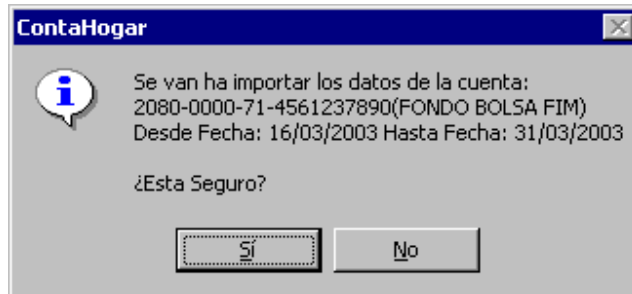 ContaHogar
Se van ha importar los datos de la cuenta:
2080-0000-71-4561237890(FONDO BOLSA FIM)
Desde Fecha: 16/03/2003 Hasta Fecha: 31/03/2003
¿Esta Seguro?
Sí No